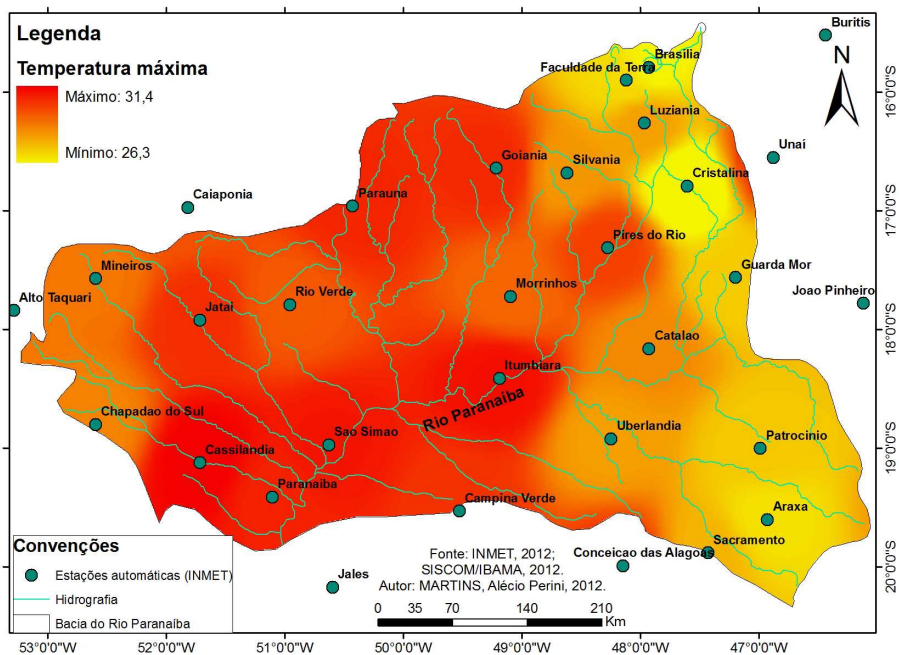 Legenda
Temperatura máxima
Máximo: 31,4
Mínimo: 26,3
Buritis
N
Brasília
Faculdade da Terra
Luziania
Unaí
Goiania
Silvania
Cristalina
Caiaponia
Parauna
Pires do Rio
Mineiros
Guarda Mor
Alto Taquari
Rio Verde
Morrinhos
Joao Pinheiro
Jatai
Catalao
Itumbiara
Rio Paranaiba
Chapadao do Sul
Sao Simao
Uberlandia
Patrocinio
Cassilandia
Paranaiba
Campina Verde
Araxa
Sacramento
Conceicao das Alagoas
Jales
Convenções
Estações automáticas (INMET)
Hidrografia
Bacia do Rio Paranaíba
Fonte: INMET, 2012;
SISCOM/IBAMA, 2012.
Autor: MARTINS, Alécio Perini, 2012.
0 35 70 140 210
Km
16°0'0"S
17°0'0"S
18°0'0"S
19°0'0"S
20°0'0"S
53°0'0"W 52°0'0"W 51°0'0"W 50°0'0"W 49°0'0"W 48°0'0"W 47°0'0"W